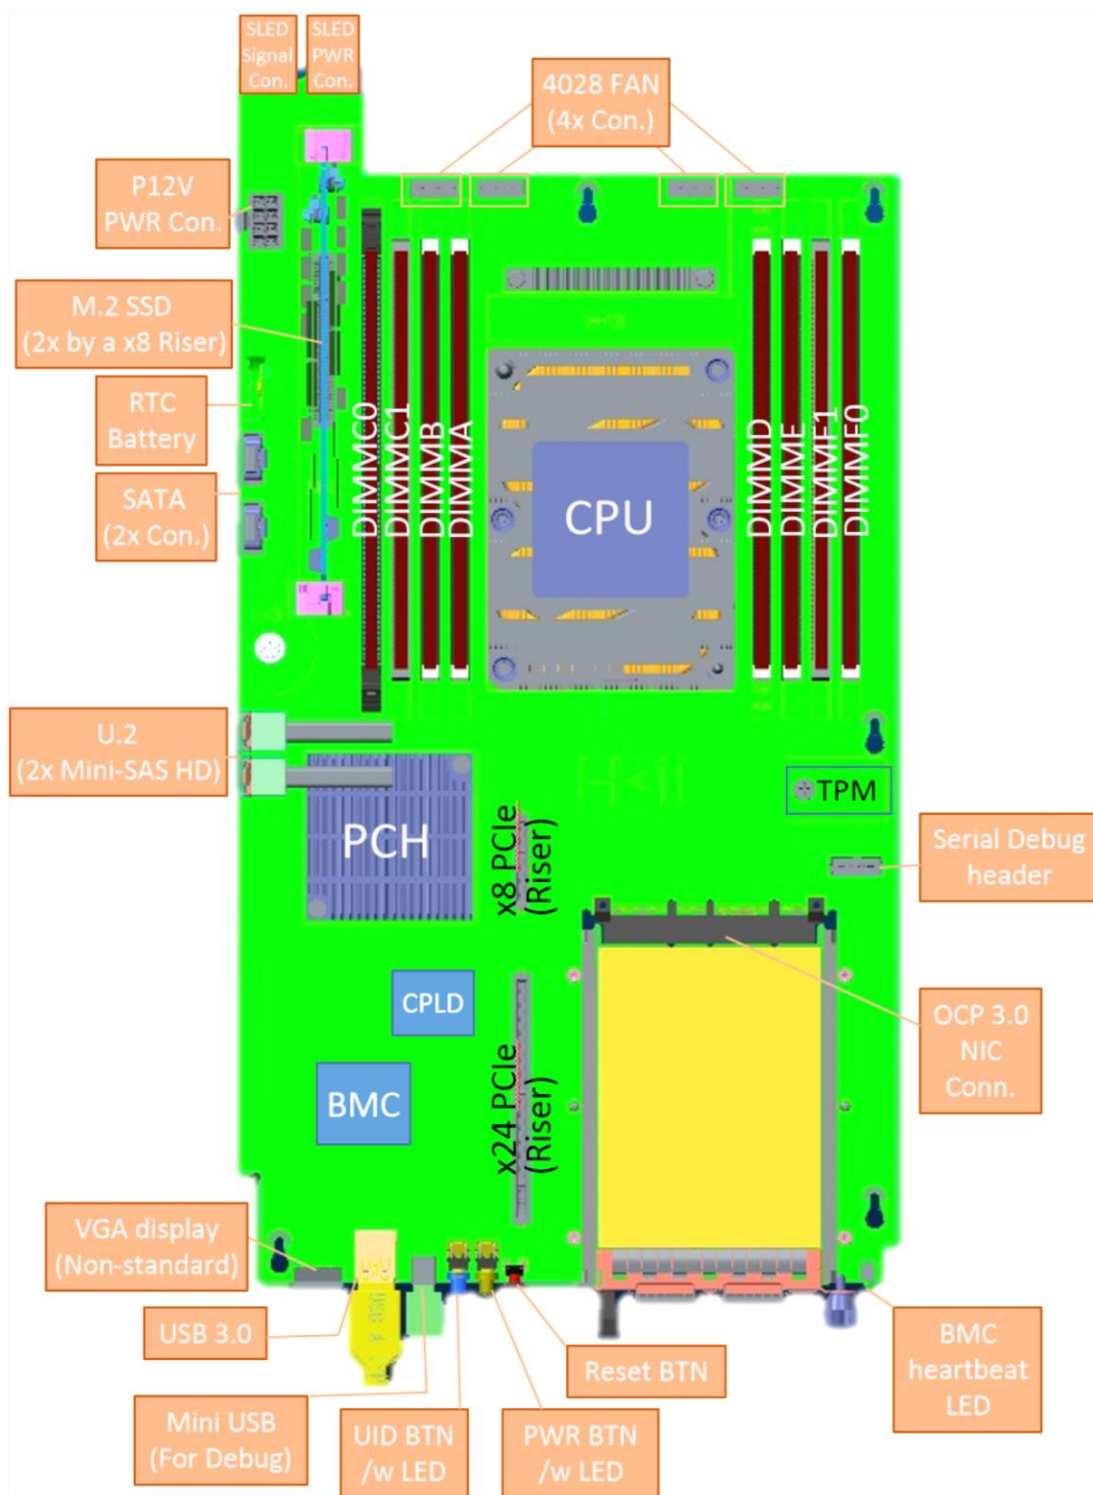 SLED
Signal
Con.
SLED
PWR
Con.
4028 FAN
(4x Con.)
P12V
PWR Con.
M.2 SSD
(2x by a x8 Riser)
RTC
Battery
SATA
(2x Con.)
DIMMC0
DIMMC1
DIMMB
DIMMA
CPU
DIMMD
DIMME
DIMMF1
DIMMF0
U.2
(2x Mini-SAS HD)
PCH
x8 PCIe
(Riser)
TPM
Serial Debug
header
CPLD
OCP 3.0
NIC
Conn.
BMC
x24 PCIe
(Riser)
VGA display
(Non-standard)
USB 3.0
Mini USB
(For Debug)
UID BTN
/w LED
PWR BTN
/w LED
Reset BTN
BMC
heartbeat
LED